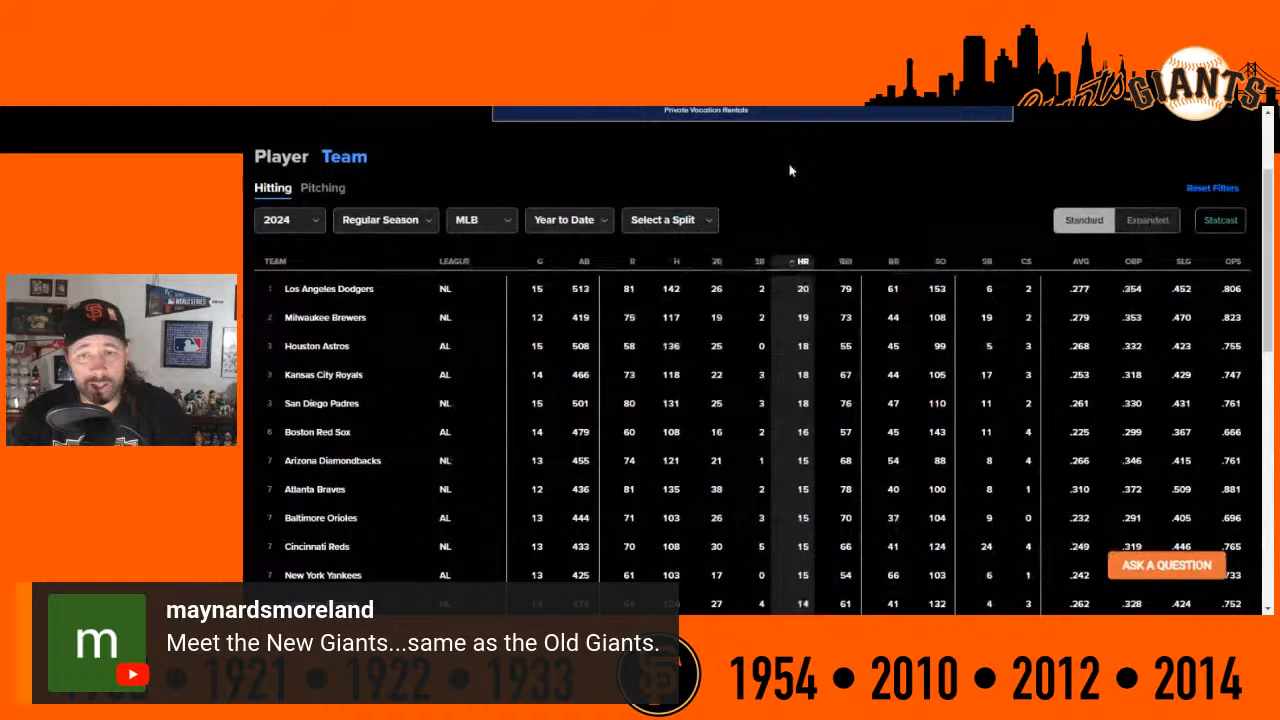 GIANTS
Private Vacation Rentals
Player Team
Hitting Pitching
Reset Filters
2024 Regular Season MLB Year to Date Select a Split Standard Expanded Statcast
TEAM LEAGUE G AB R H 2B 3B HR RBI BB SO SB CS AVG OBP SLG OPS
1 Los Angeles Dodgers NL 15 513 81 142 26 2 20 79 61 153 6 2 .277 .354 .452 .806
2 Milwaukee Brewers NL 12 419 75 117 19 2 19 73 44 108 19 2 .279 .353 .470 .823
3 Houston Astros AL 15 508 58 136 25 0 18 55 45 99 5 3 .268 .332 .423 .755
3 Kansas City Royals AL 14 466 73 118 22 3 18 67 44 105 17 3 .253 .318 .429 .747
3 San Diego Padres NL 15 501 80 131 25 3 18 76 47 110 11 2 .261 .330 .431 .761
6 Boston Red Sox AL 14 479 60 108 16 2 16 57 45 143 11 4 .225 .299 .367 .666
7 Arizona Diamondbacks NL 13 455 74 121 21 1 15 68 54 88 8 4 .266 .346 .415 .761
7 Atlanta Braves NL 12 436 81 135 38 2 15 78 40 100 8 1 .310 .372 .509 .881
7 Baltimore Orioles AL 13 444 71 103 26 3 15 70 37 104 9 0 .232 .291 .405 .696
7 Cincinnati Reds NL 13 433 70 108 30 5 15 66 41 124 24 4 .249 .319 .446 .765
ASK A QUESTION
7 New York Yankees AL 13 425 61 103 17 0 15 54 66 103 6 1 .242 733
27 4 14 61 41 132 4 3 .262 .328 .424 .752
m
maynardsmoreland
Meet the New Giants...same as the Old Giants.
1921 • 1922 • 1933
1954 • 2010 • 2012 • 2014